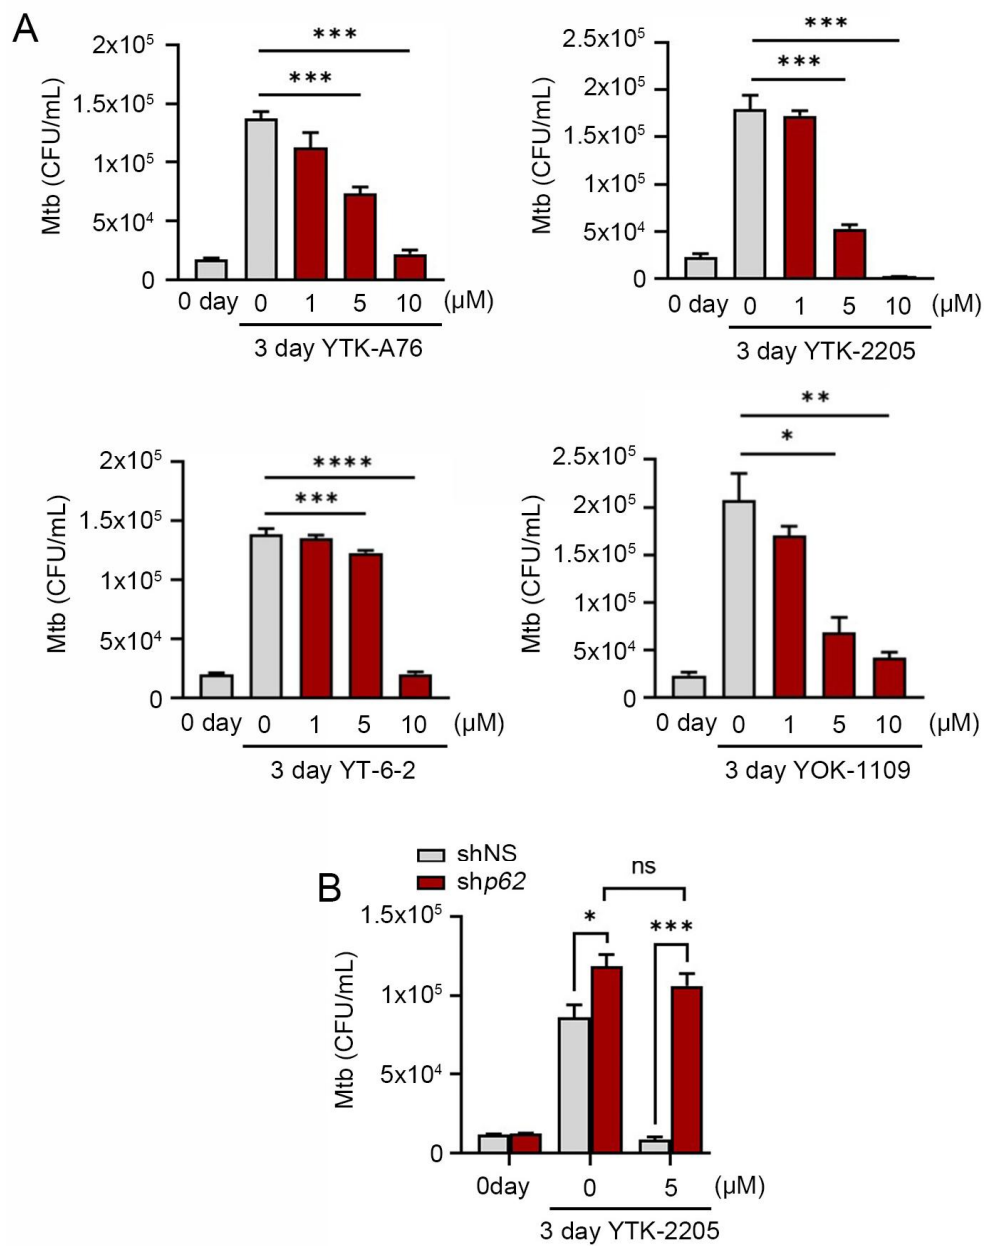 A
Mtb (CFU/mL)
2x10⁵
1.5x10⁵
1x10⁵
5x10⁴
0
***
***
0 day 0 1 5 10 (µM)
3 day YTK-A76
Mtb (CFU/mL)
2.5x10⁵
2x10⁵
1.5x10⁵
1x10⁵
5x10⁴
0
***
***
0 day 0 1 5 10 (µM)
3 day YTK-2205
Mtb (CFU/mL)
2x10⁵
1.5x10⁵
1x10⁵
5x10⁴
0
****
***
0 day 0 1 5 10 (µM)
3 day YT-6-2
Mtb (CFU/mL)
2.5x10⁵
2x10⁵
1.5x10⁵
1x10⁵
5x10⁴
0
**
*
0 day 0 1 5 10 (µM)
3 day YOK-1109
B
shNS
shp62
Mtb (CFU/mL)
1.5x10⁵
1x10⁵
5x10⁴
0
ns
*
***
0day 0 5 (µM)
3 day YTK-2205